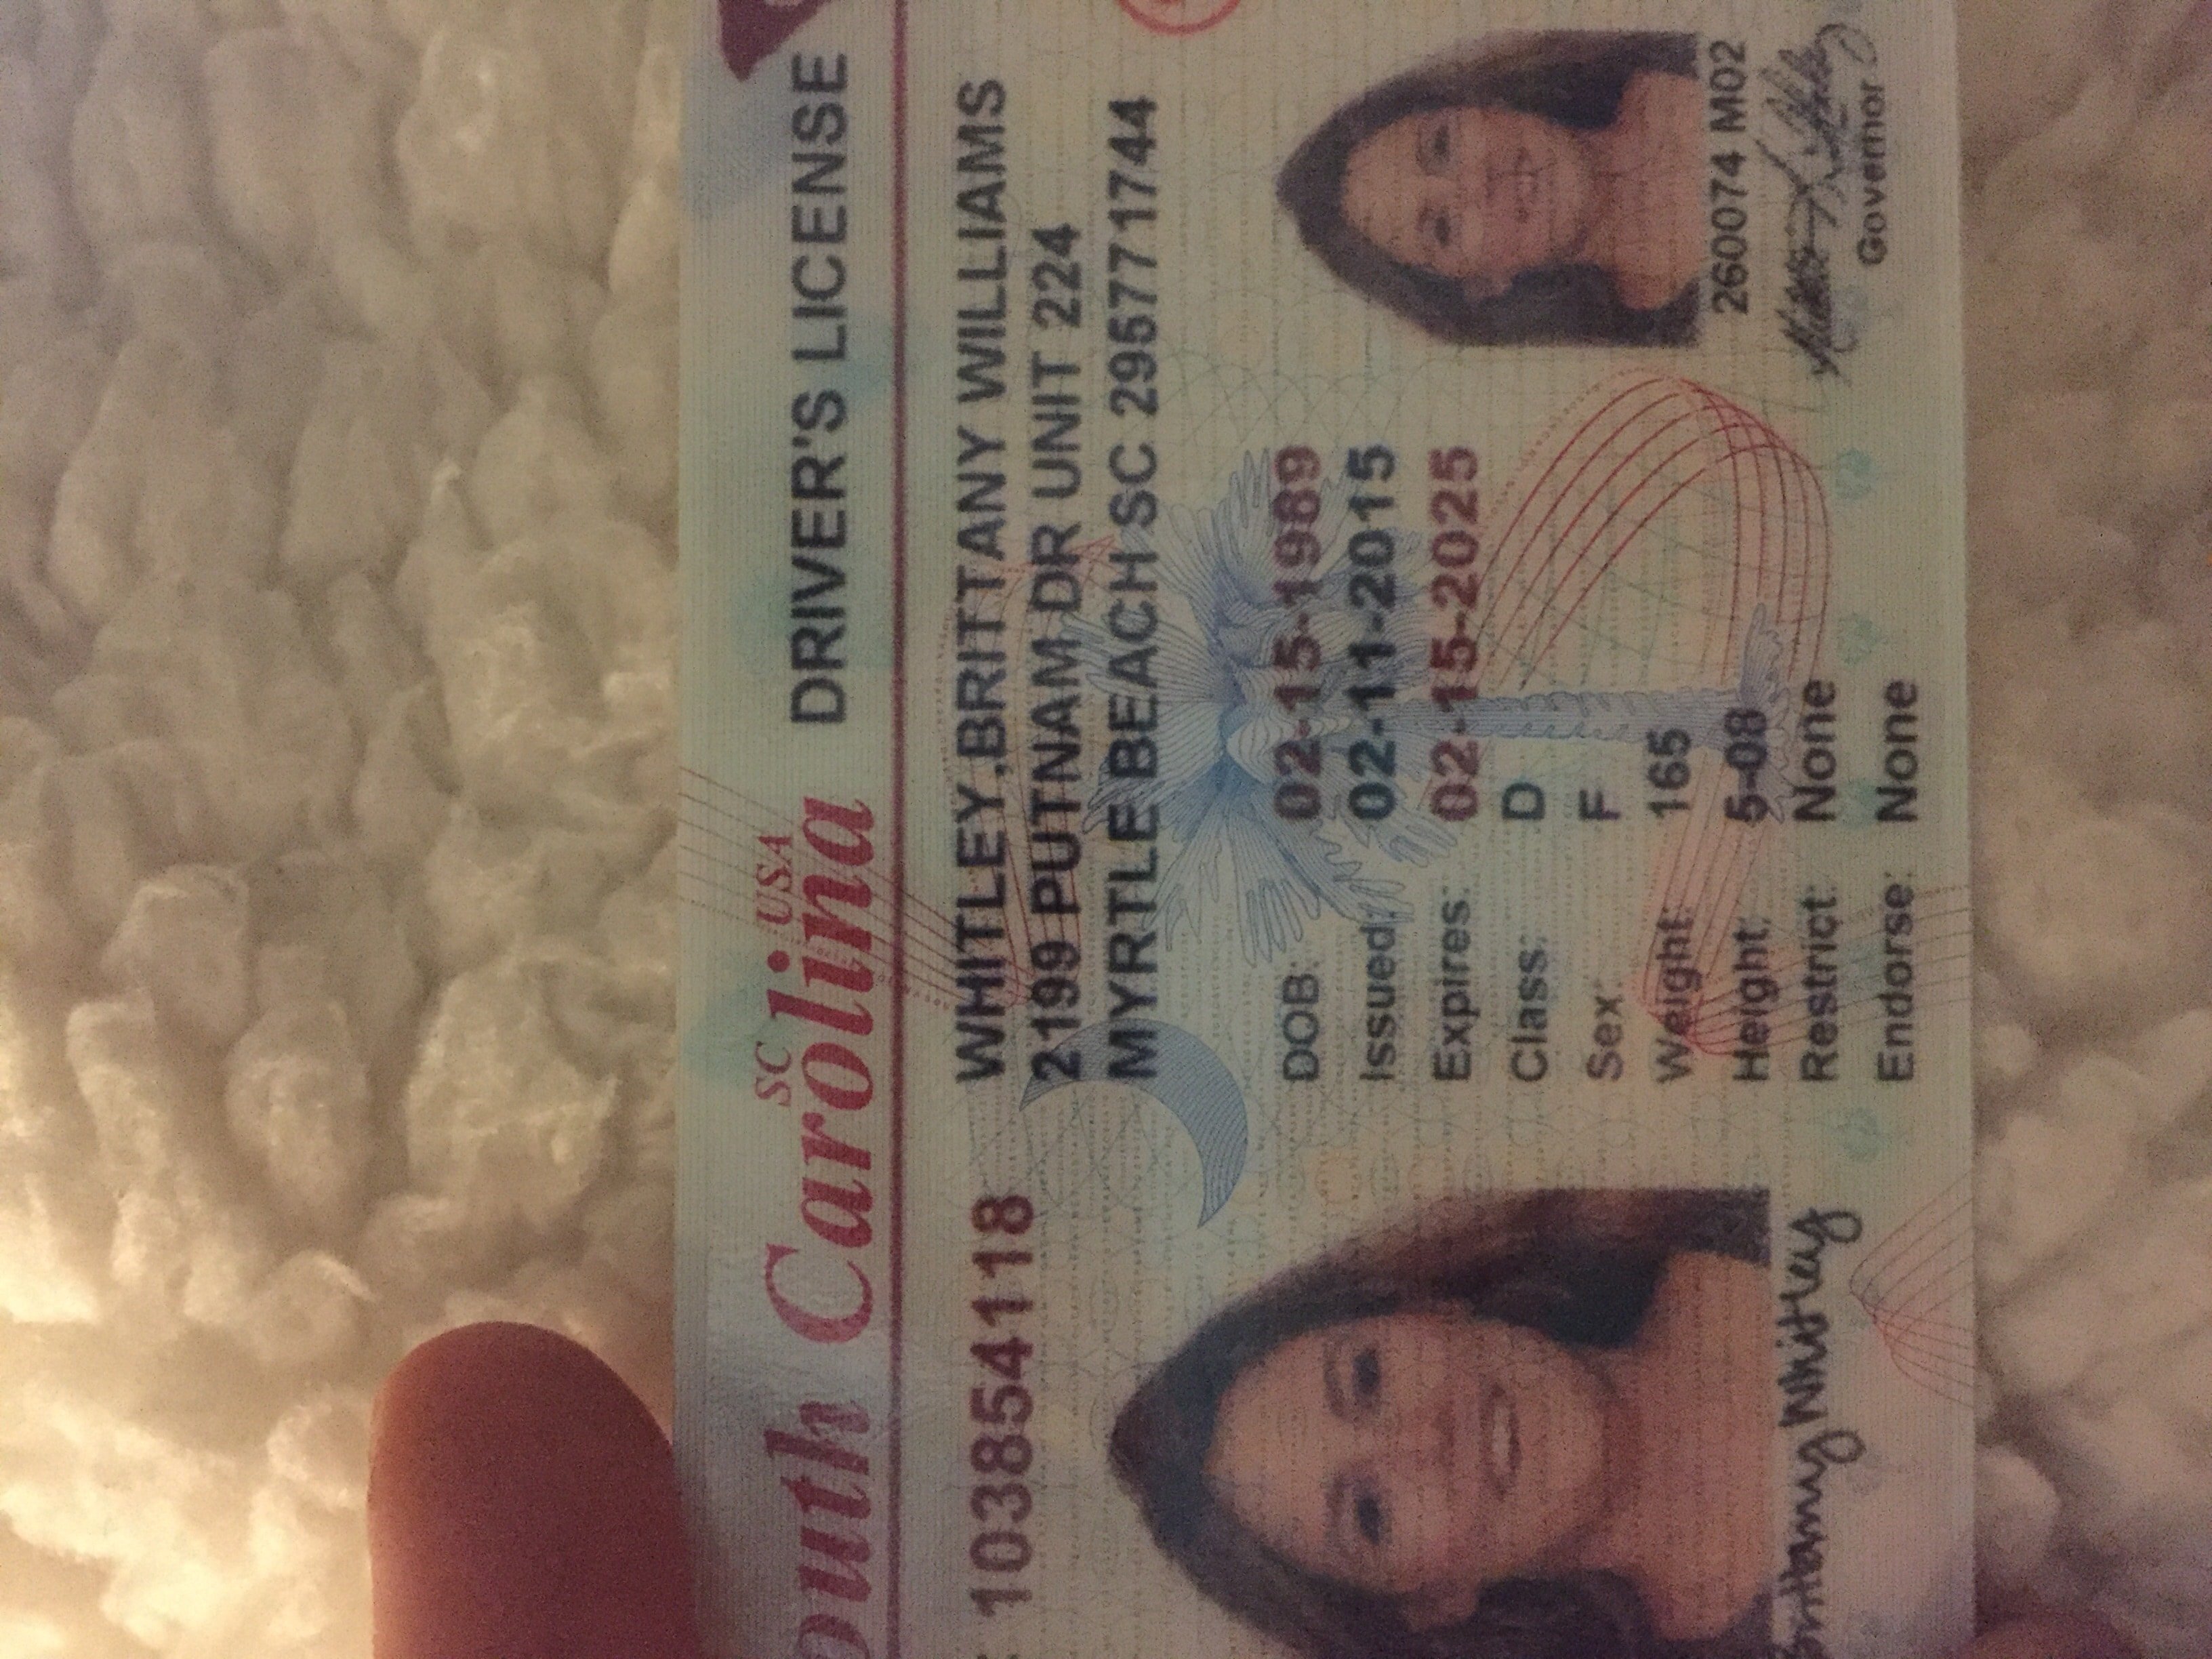 SC USA
Carolina DRIVER'S LICENSE
103854118
WHITLEY,BRITTANY WILLIAMS
2199 PUTNAM DR UNIT 224
MYRTLE BEACH SC 295771744
DOB: 02-15-1989
Issued: 02-11-2015
Expires: 02-15-2025
Class: D
Sex: F
Weight: 165
Height: 5-08
Restrict: None
Endorse: None
Brittany Whitley
260074 M02
Governor